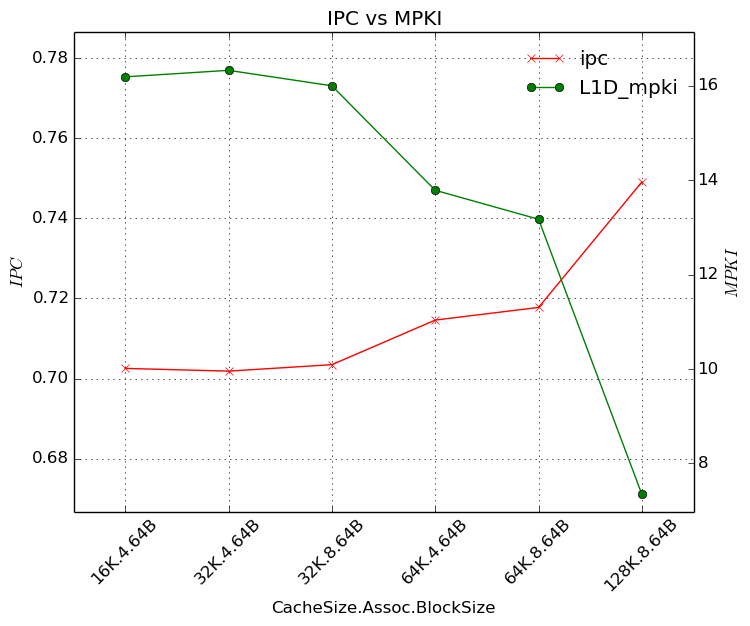 IPC vs MPKI
ipc
L1D_mpki
0.78
0.76
0.74
0.72
0.70
0.68
IPC
16
14
12
10
8
MPKI
16K.4.64B
32K.4.64B
32K.8.64B
64K.4.64B
64K.8.64B
128K.8.64B
CacheSize.Assoc.BlockSize